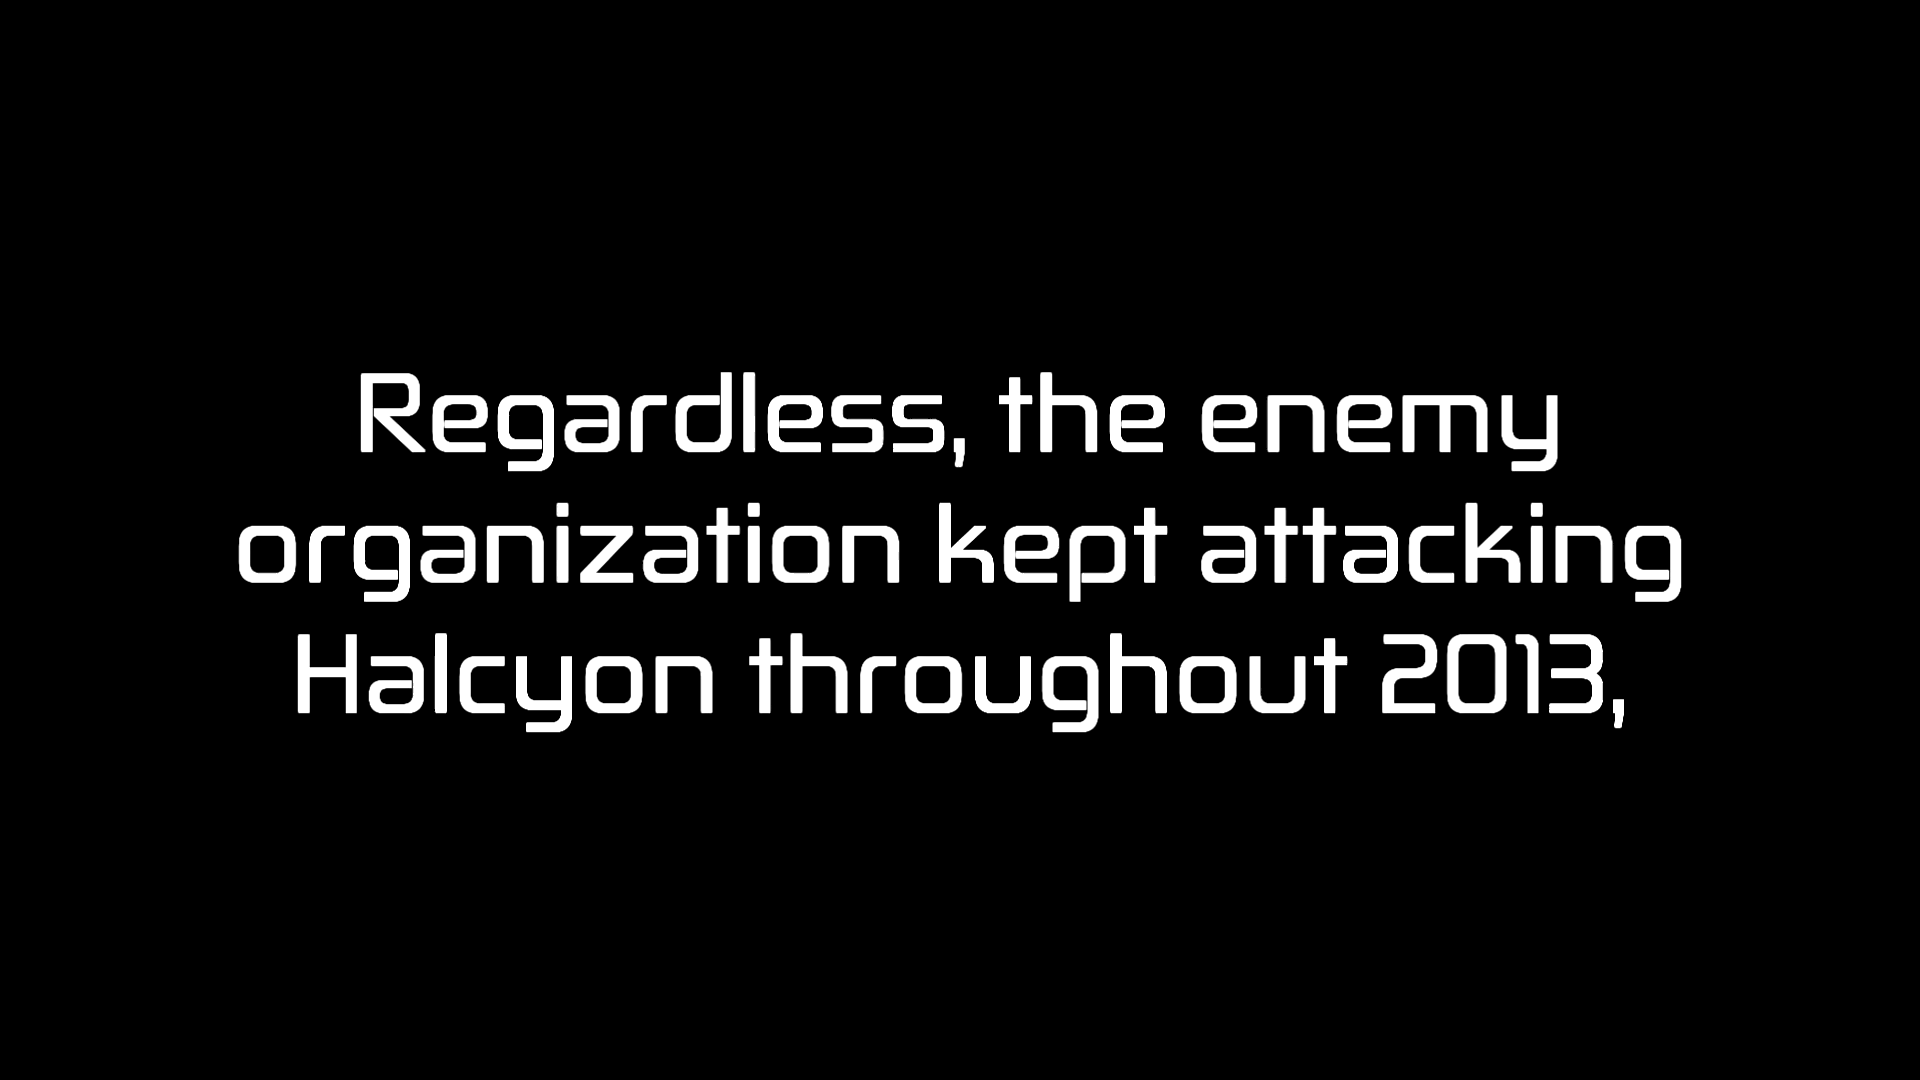 Regardless, the enemy
organization kept attacking
Halcyon throughout 2013,